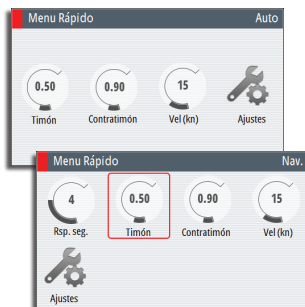 Menu Rápido Auto
0.50 0.90 15
Timón Contratimón Vel (kn) Ajustes
Menu Rápido Nav.
4 0.50 0.90 15
Rsp. seg. Timón Contratimón Vel (kn)
Ajustes